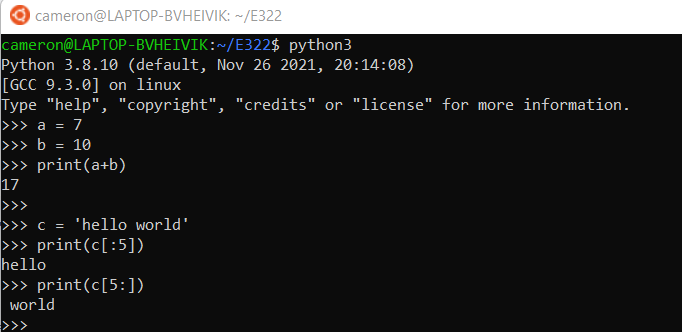 cameron@LAPTOP-BVHEIVIK: ~/E322
cameron@LAPTOP-BVHEIVIK:~/E322$ python3
Python 3.8.10 (default, Nov 26 2021, 20:14:08)
[GCC 9.3.0] on linux
Type "help", "copyright", "credits" or "license" for more information.
>>> a = 7
>>> b = 10
>>> print(a+b)
17
>>>
>>> c = 'hello world'
>>> print(c[:5])
hello
>>> print(c[5:])
 world
>>>